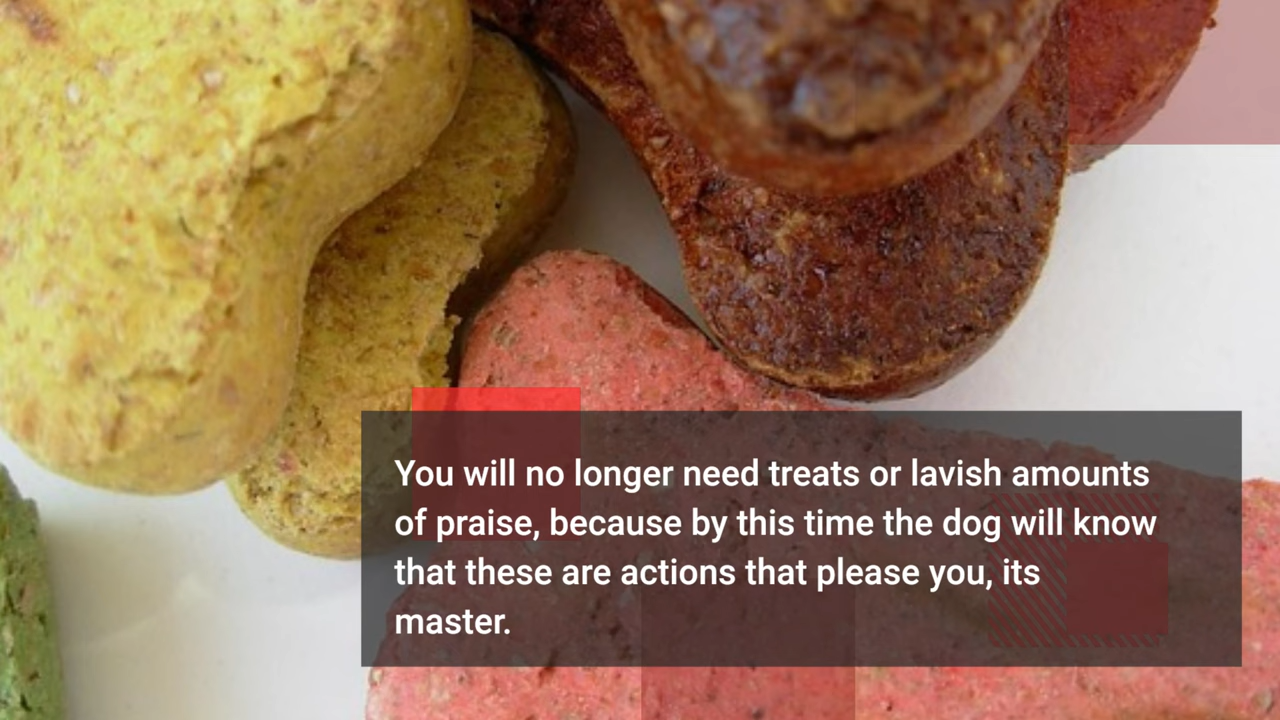 You will no longer need treats or lavish amounts
of praise, because by this time the dog will know
that these are actions that please you, its
master.